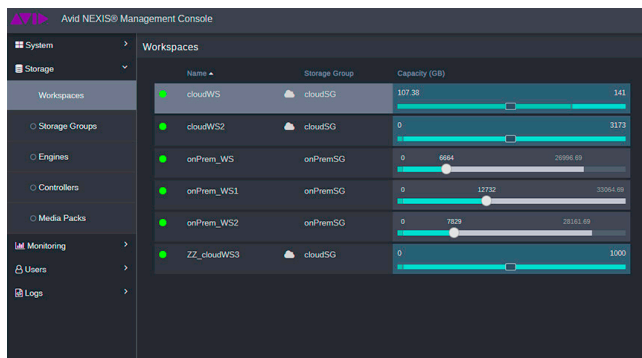 AVID Avid NEXIS® Management Console
System
Storage
Workspaces
Storage Groups
Engines
Controllers
Media Packs
Monitoring
Users
Logs
Workspaces
Name Storage Group Capacity (GB)
cloudWS cloudSG 107.38 141
cloudWS2 cloudSG 0 3173
onPrem_WS onPremSG 0 6664 26996.69
onPrem_WS1 onPremSG 0 12732 33064.69
onPrem_WS2 onPremSG 0 7829 28161.69
ZZ_cloudWS3 cloudSG 0 1000